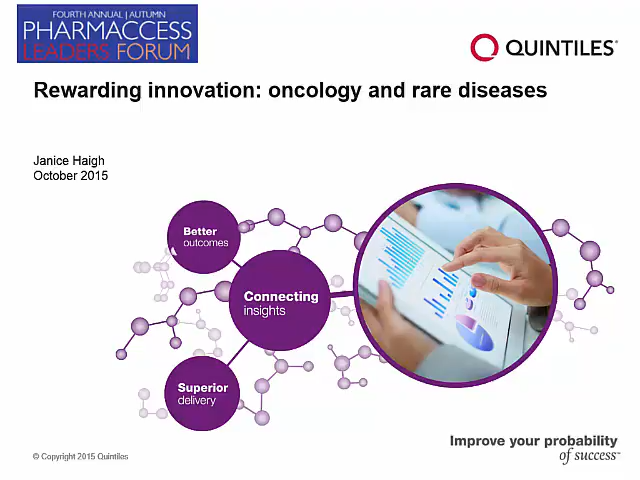 FOURTH ANNUAL | AUTUMN
PHARMACCESS
LEADERS FORUM
QUINTILES®
Rewarding innovation: oncology and rare diseases
Janice Haigh
October 2015
Better
outcomes
Connecting
insights
Superior
delivery
Improve your probability
of success™
© Copyright 2015 Quintiles